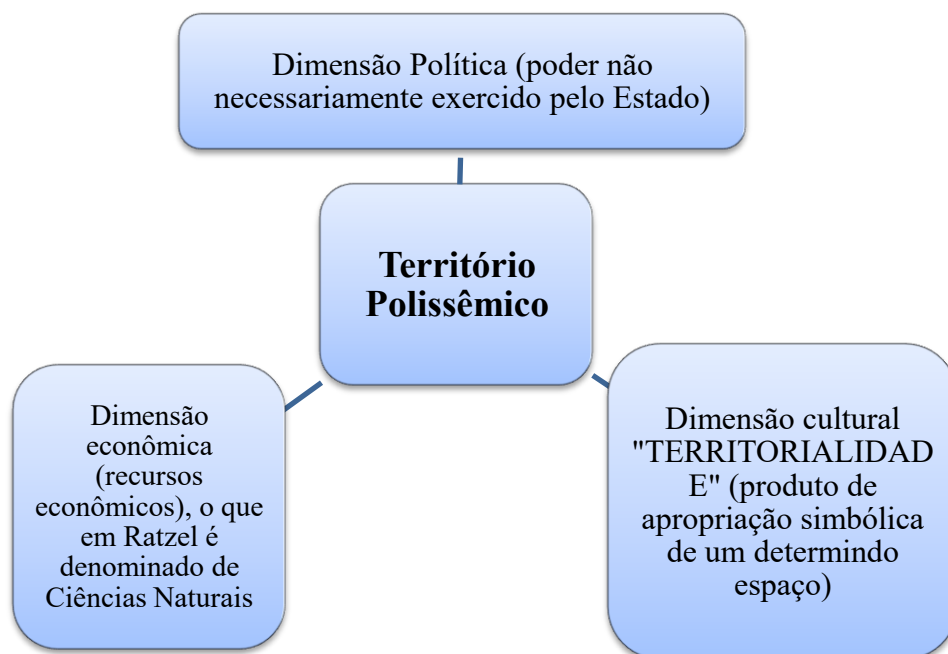 Dimensão Política (poder não
necessariamente exercido pelo Estado)
Território
Polissêmico
Dimensão
econômica
(recursos
econômicos), o que
em Ratzel é
denominado de
Ciências Naturais
Dimensão cultural
"TERRITORIALIDAD
E" (produto de
apropriação simbólica
de um determindo
espaço)